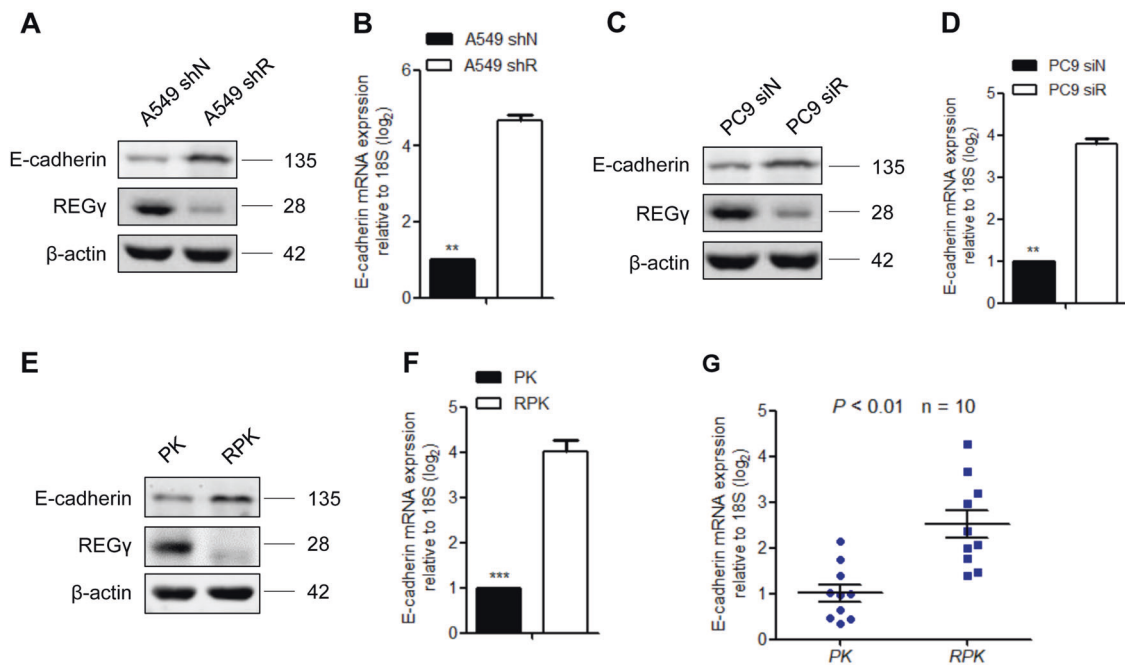 A
A549 shN
A549 shR
E-cadherin
135
REGγ
28
β-actin
42
B
A549 shN
A549 shR
E-cadherin mRNA exprssion
relative to 18S (log2)
6
4
2
0
**
C
PC9 siN
PC9 siR
E-cadherin
135
REGγ
28
β-actin
42
D
PC9 siN
PC9 siR
E-cadherin mRNA exprssion
relative to 18S (log2)
5
4
3
2
1
0
**
E
PK
RPK
E-cadherin
135
REGγ
28
β-actin
42
F
PK
RPK
E-cadherin mRNA exprssion
relative to 18S (log2)
5
4
3
2
1
0
***
G
P < 0.01 n = 10
E-cadherin mRNA exprssion
relative to 18S (log2)
5
4
3
2
1
0
PK
RPK